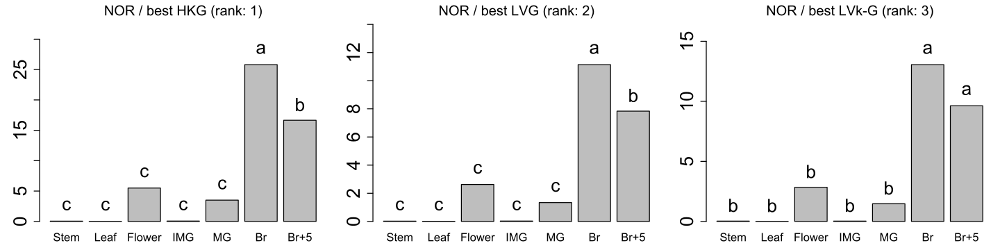 NOR / best HKG (rank: 1)
25
15
5
0
c
c
c
c
c
a
b
Stem Leaf Flower IMG MG Br Br+5
NOR / best LVG (rank: 2)
12
8
6
4
2
0
c
c
c
c
c
a
b
Stem Leaf Flower IMG MG Br Br+5
NOR / best LVk-G (rank: 3)
15
10
5
0
b
b
b
b
b
a
a
Stem Leaf Flower IMG MG Br Br+5